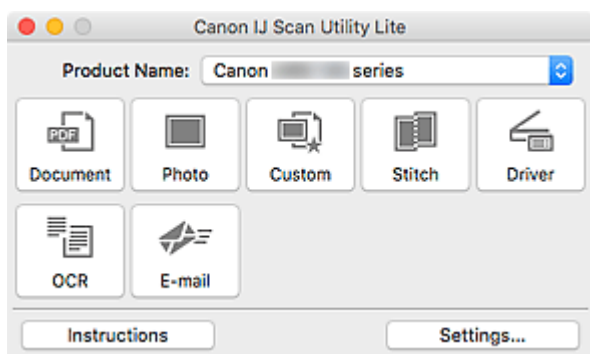 Canon IJ Scan Utility Lite
Product Name: Canon series
PDF
Document Photo Custom Stitch Driver
OCR E-mail
Instructions Settings...